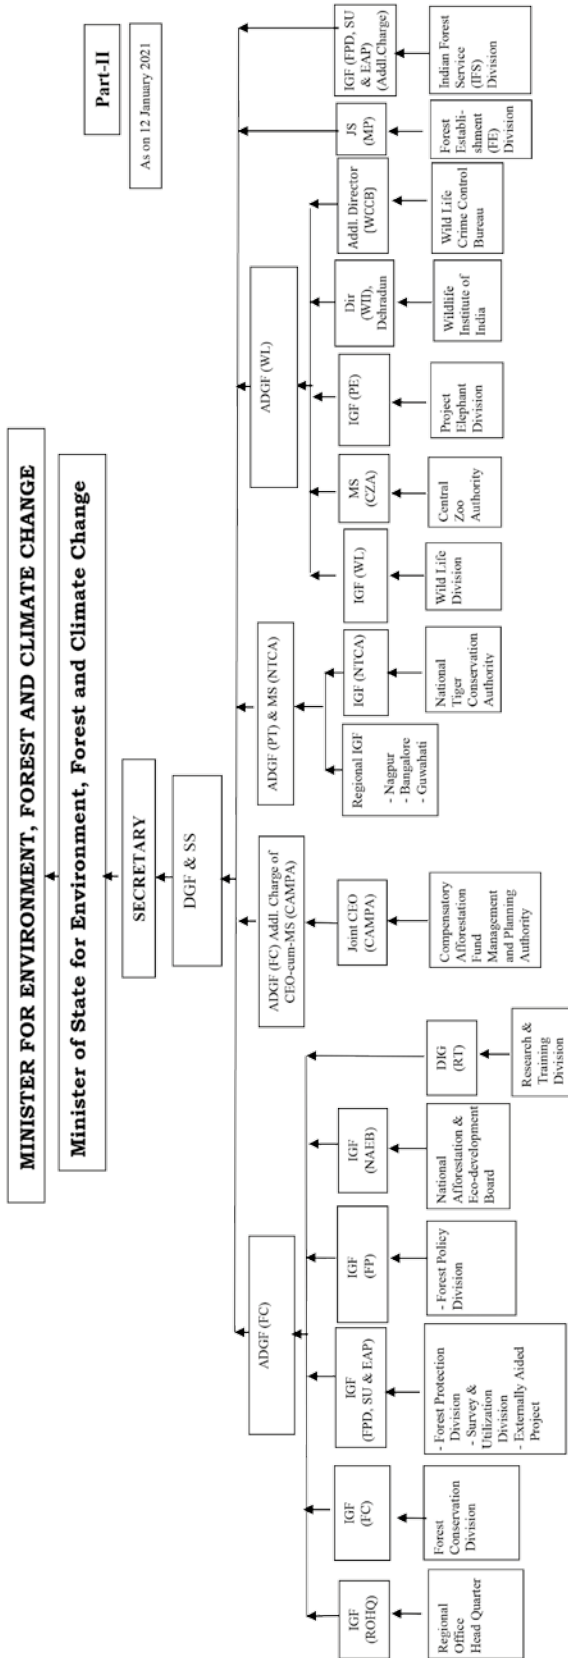 MINISTER FOR ENVIRONMENT, FOREST AND CLIMATE CHANGE
Minister of State for Environment, Forest and Climate Change
Part-II
As on 12 January 2021
SECRETARY
DGF & SS
ADGF (FC)
ADGF (FC) Addl. Charge of
CEO-cum-MS (CAMPA)
ADGF (PT) & MS (NTCA)
ADGF (WL)
IGF
(ROHQ)
IGF
(FC)
IGF
(FPD, SU & EAP)
IGF
(FP)
IGF
(NAEB)
DIG
(RT)
Joint CEO
(CAMPA)
Regional IGF
- Nagpur
- Bangalore
- Guwahati
IGF (NTCA)
IGF (WL)
MS
(CZA)
IGF (PE)
Dir
(WII),
Dehradun
Addl. Director
(WCCB)
JS
(MP)
IGF (FPD, SU
& EAP)
(Addl.Charge)
Regional
Office
Head Quarter
Forest
Conservation
Division
- Forest Protection
Division
- Survey &
Utilization
Division
- Externally Aided
Project
- Forest Policy
Division
National
Afforestation &
Eco-development
Board
Research &
Training
Division
Compensatory
Afforestation
Fund
Management
and Planning
Authority
National
Tiger
Conservation
Authority
Wild Life
Division
Central
Zoo
Authority
Project
Elephant
Division
Wildlife
Institute of
India
Wild Life
Crime Control
Bureau
Forest
Establi-
shment
(FE)
Division
Indian Forest
Service
(IFS)
Division